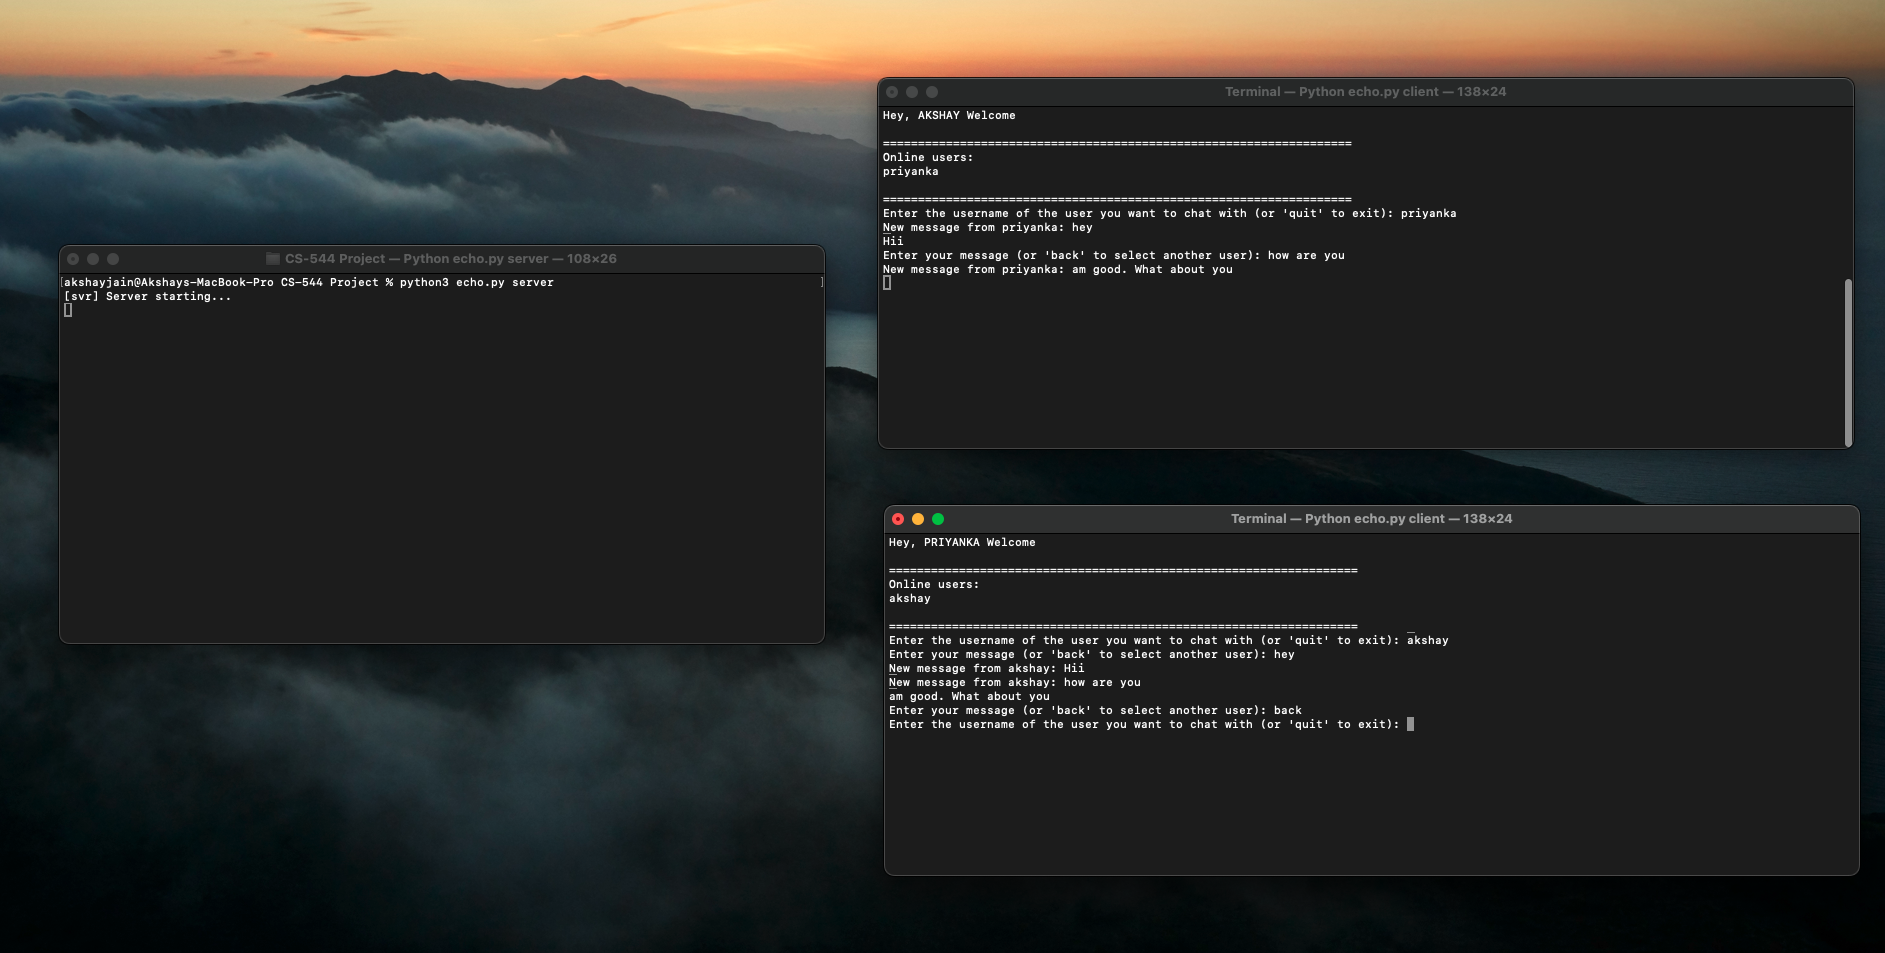 CS-544 Project — Python echo.py server — 108×26
[akshayjain@Akshays-MacBook-Pro CS-544 Project % python3 echo.py server ]
[svr] Server starting...
Terminal — Python echo.py client — 138×24
Hey, AKSHAY Welcome
===================================================================
Online users:
priyanka
===================================================================
Enter the username of the user you want to chat with (or 'quit' to exit): priyanka
New message from priyanka: hey
Hii
Enter your message (or 'back' to select another user): how are you
New message from priyanka: am good. What about you
Terminal — Python echo.py client — 138×24
Hey, PRIYANKA Welcome
===================================================================
Online users:
akshay
===================================================================
Enter the username of the user you want to chat with (or 'quit' to exit): akshay
Enter your message (or 'back' to select another user): hey
New message from akshay: Hii
New message from akshay: how are you
am good. What about you
Enter your message (or 'back' to select another user): back
Enter the username of the user you want to chat with (or 'quit' to exit):